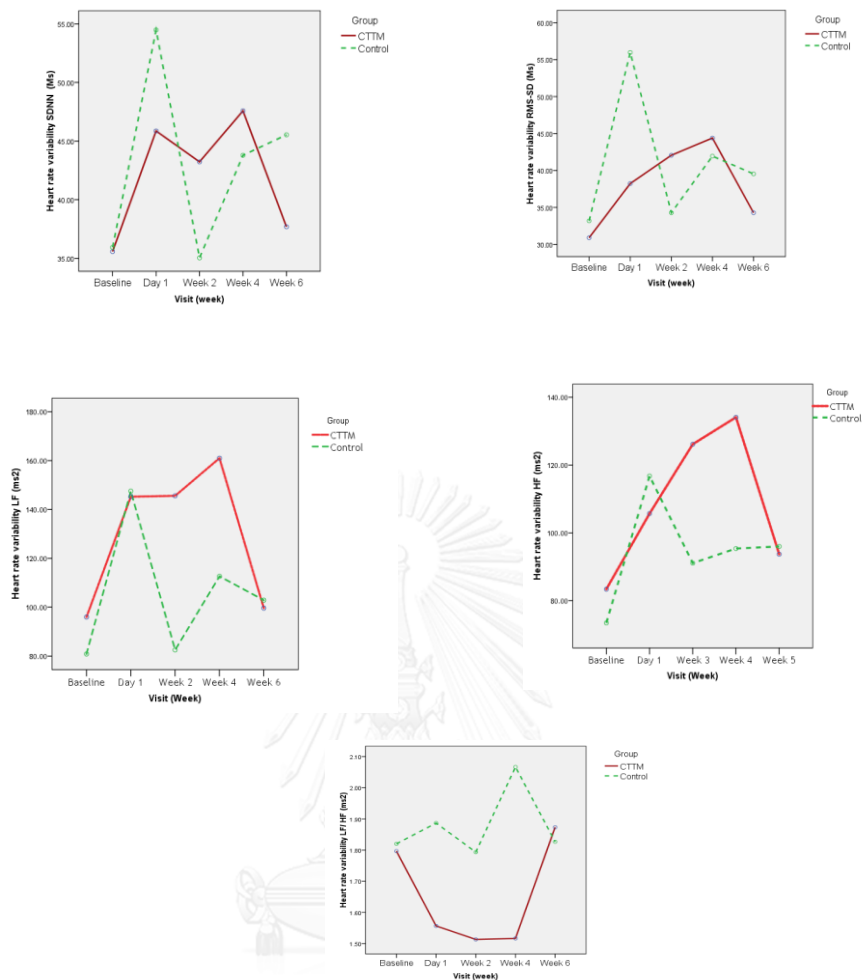 Group
CTTM
Control
55.00
50.00
45.00
40.00
35.00
Heart rate variability SDNN (Ms)
Baseline Day 1 Week 2 Week 4 Week 6
Visit (week)
Group
CTTM
Control
60.00
55.00
50.00
45.00
40.00
35.00
30.00
Heart rate variability RMS-SD (Ms)
Baseline Day 1 Week 2 Week 4 Week 6
Visit (week)
Group
CTTM
Control
180.00
160.00
140.00
120.00
100.00
80.00
Heart rate variability LF (ms2)
Baseline Day 1 Week 2 Week 4 Week 6
Visit (Week)
Group
CTTM
Control
140.00
120.00
100.00
80.00
Heart rate variability HF (ms2)
Baseline Day 1 Week 3 Week 4 Week 5
Visit (Week)
Group
CTTM
Control
2.10
2.00
1.90
1.80
1.70
1.60
1.50
Heart rate variability LF/ HF (ms2)
Baseline Day 1 Week 2 Week 4 Week 6
Visit (Week)